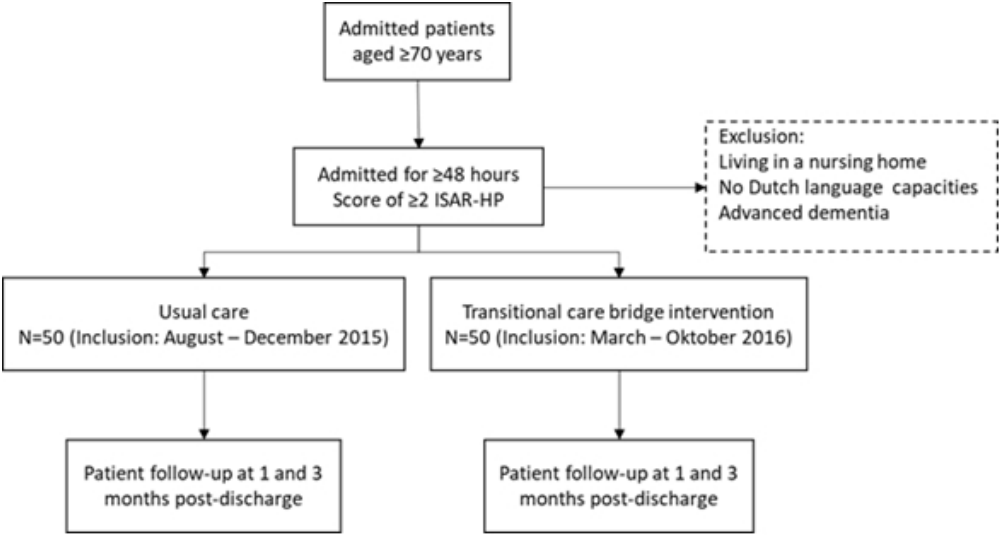 Admitted patients
aged ≥70 years
Admitted for ≥48 hours
Score of ≥2 ISAR-HP
Exclusion:
Living in a nursing home
No Dutch language capacities
Advanced dementia
Usual care
N=50 (Inclusion: August – December 2015)
Transitional care bridge intervention
N=50 (Inclusion: March – Oktober 2016)
Patient follow-up at 1 and 3
months post-discharge
Patient follow-up at 1 and 3
months post-discharge